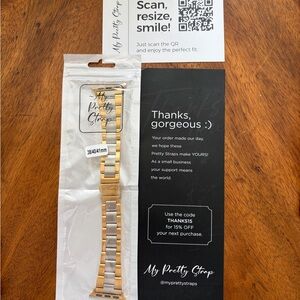 My Pretty Strap
Scan,
resize,
smile!
Just scan the QR
and enjoy the perfect fit.
My
Pretty
Strap
38/40/41mm
Thanks,
gorgeous :)
Your order made our day,
we hope these
Pretty Straps make YOURS!
As a small business
your support means
the world.
Use the code
THANKS15
for 15% OFF
your next purchase.
My Pretty Strap
@myprettystraps